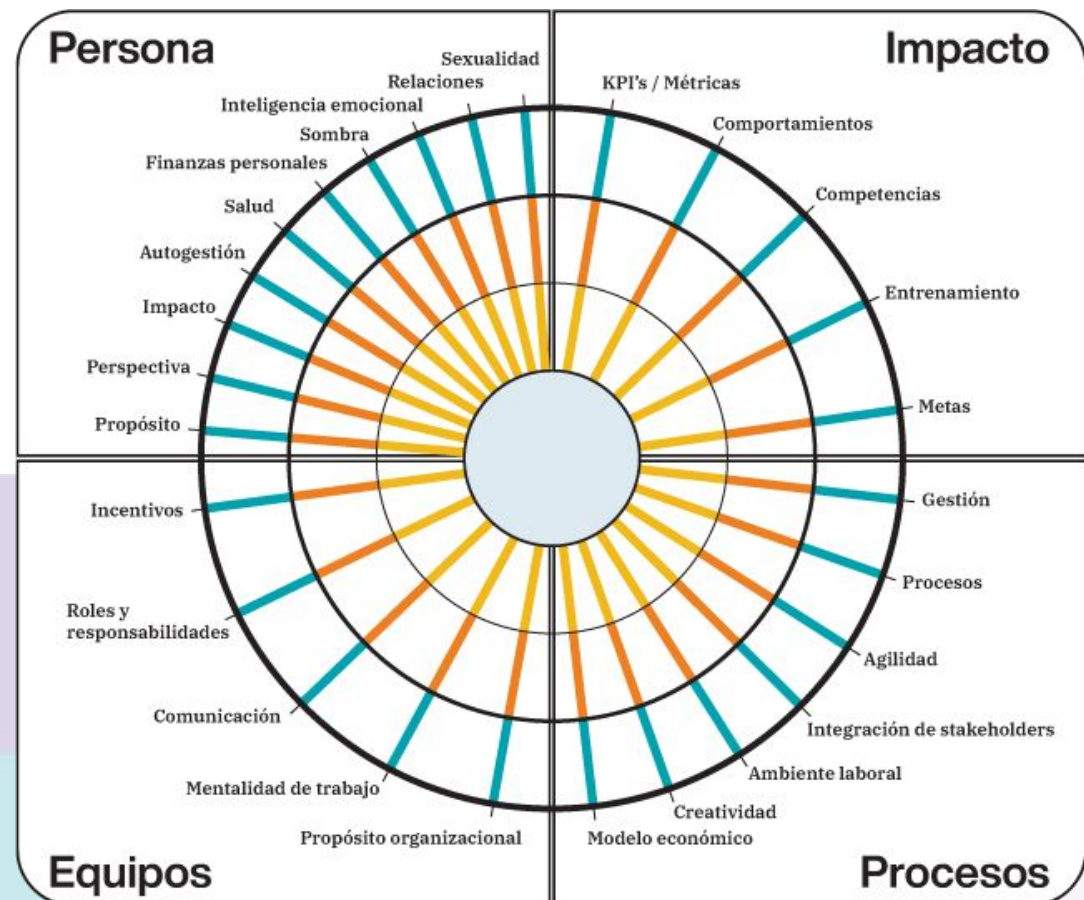 Persona
Sexualidad
Relaciones
Inteligencia emocional
Sombra
Finanzas personales
Salud
Autogestión
Impacto
Perspectiva
Propósito
Impacto
KPI's / Métricas
Comportamientos
Competencias
Entrenamiento
Metas
Incentivos
Roles y
responsabilidades
Comunicación
Mentalidad de trabajo
Propósito organizacional
Equipos
Gestión
Procesos
Agilidad
Integración de stakeholders
Ambiente laboral
Creatividad
Modelo económico
Procesos